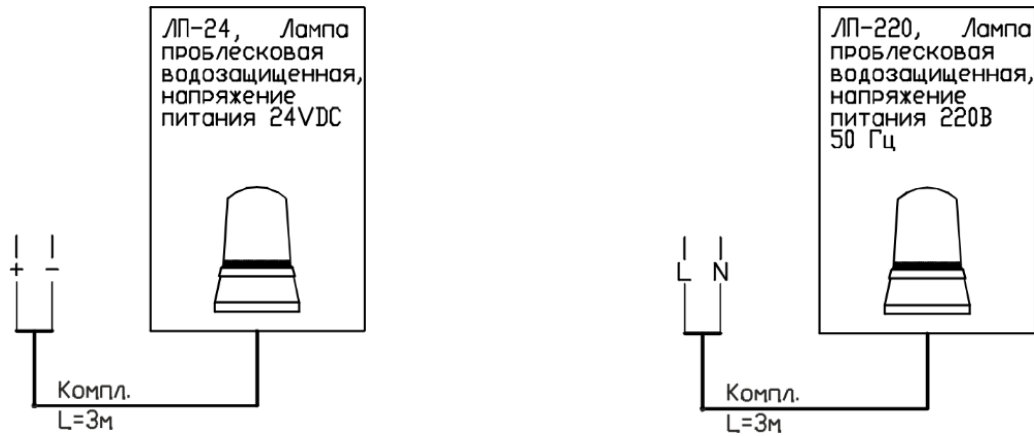 ЛП-24, Лампа
проблесковая
водозащищенная,
напряжение
питания 24VDC
+ -
Компл.
L=3м
ЛП-220, Лампа
проблесковая
водозащищенная,
напряжение
питания 220В
50 Гц
L N
Компл.
L=3м